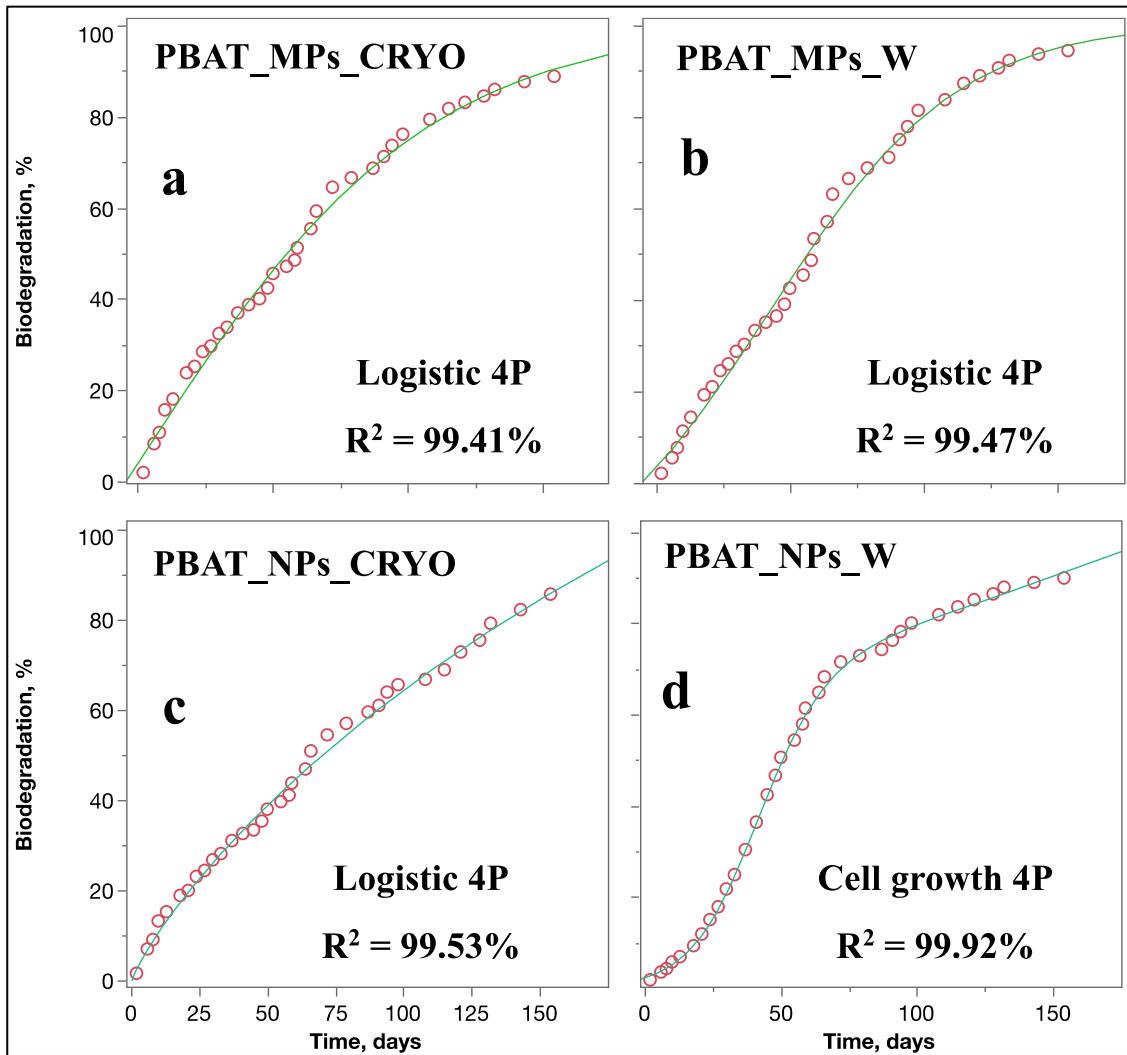 100
80
60
40
20
0
Biodegradation, %
PBAT_MPs_CRYO
a
Logistic 4P
R² = 99.41%
PBAT_MPs_W
b
Logistic 4P
R² = 99.47%
100
80
60
40
20
0
Biodegradation, %
PBAT_NPs_CRYO
c
Logistic 4P
R² = 99.53%
0 25 50 75 100 125 150
Time, days
PBAT_NPs_W
d
Cell growth 4P
R² = 99.92%
0 50 100 150
Time, days